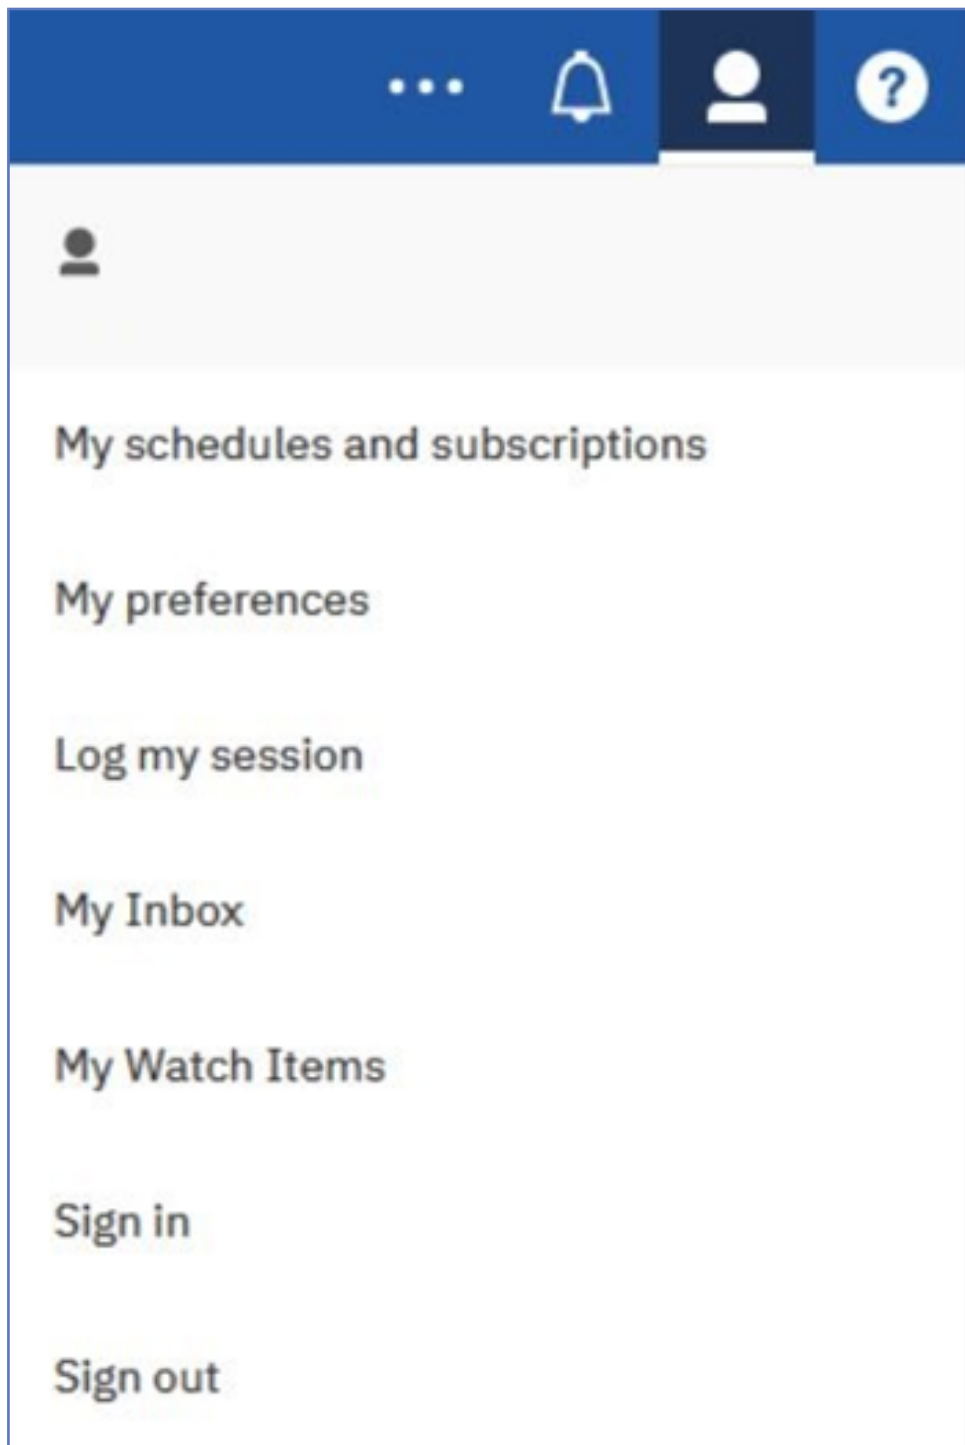 ?
My schedules and subscriptions
My preferences
Log my session
My Inbox
My Watch Items
Sign in
Sign out